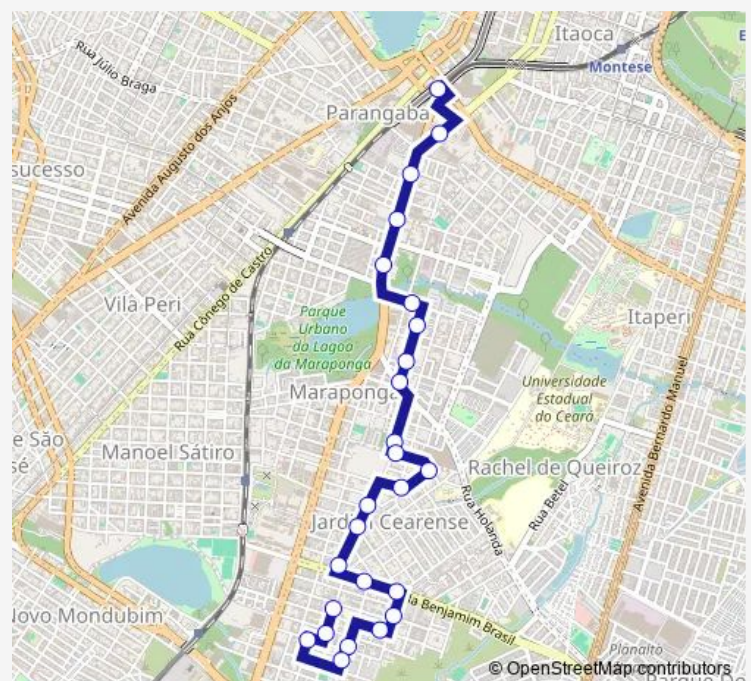 Itaoca
Montese
Rua Júlio Braga
Parangaba
Avenida Augusto dos Anjos
sucesso
Rua Cônego de Castro
Vila Peri
Parque
Urbano
da Lagoa
da Maraponga
Itaperi
Maraponga
Universidade
Estadual
do Ceará
e São
sé
Manoel Sátiro
Rachel de Queiroz
Avenida Bernardo Manuel
Rua Holanda
Rua Betel
Jardim Cearense
ia Benjamim Brasil
Novo Mondubim
Planalto
© OpenStreetMap contributors